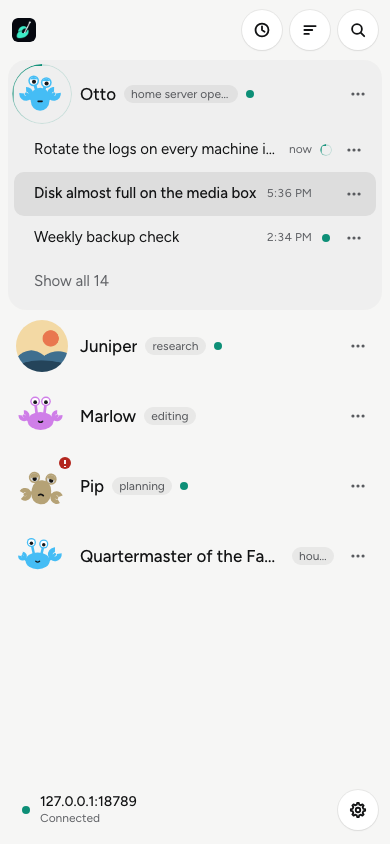 Otto home server ope...
Rotate the logs on every machine i... now
Disk almost full on the media box 5:36 PM
Weekly backup check 2:34 PM
Show all 14
Juniper research
Marlow editing
Pip planning
Quartermaster of the Fa... hou...
127.0.0.1:18789
Connected